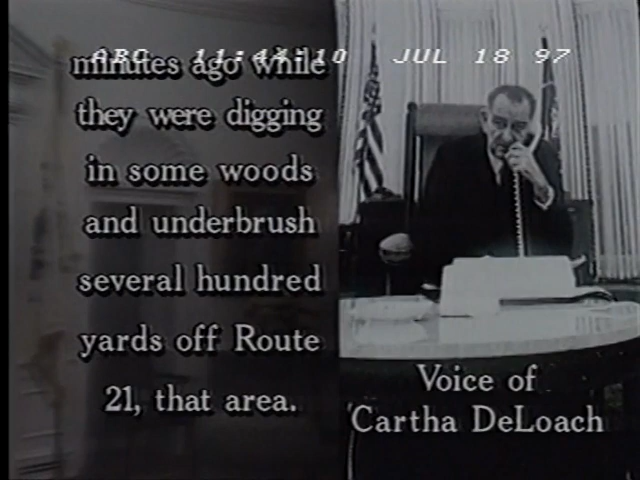 ABC 11:44:10 JUL 18 97
minutes ago while
they were digging
in some woods
and underbrush
several hundred
yards off Route
21, that area.
Voice of
Cartha DeLoach